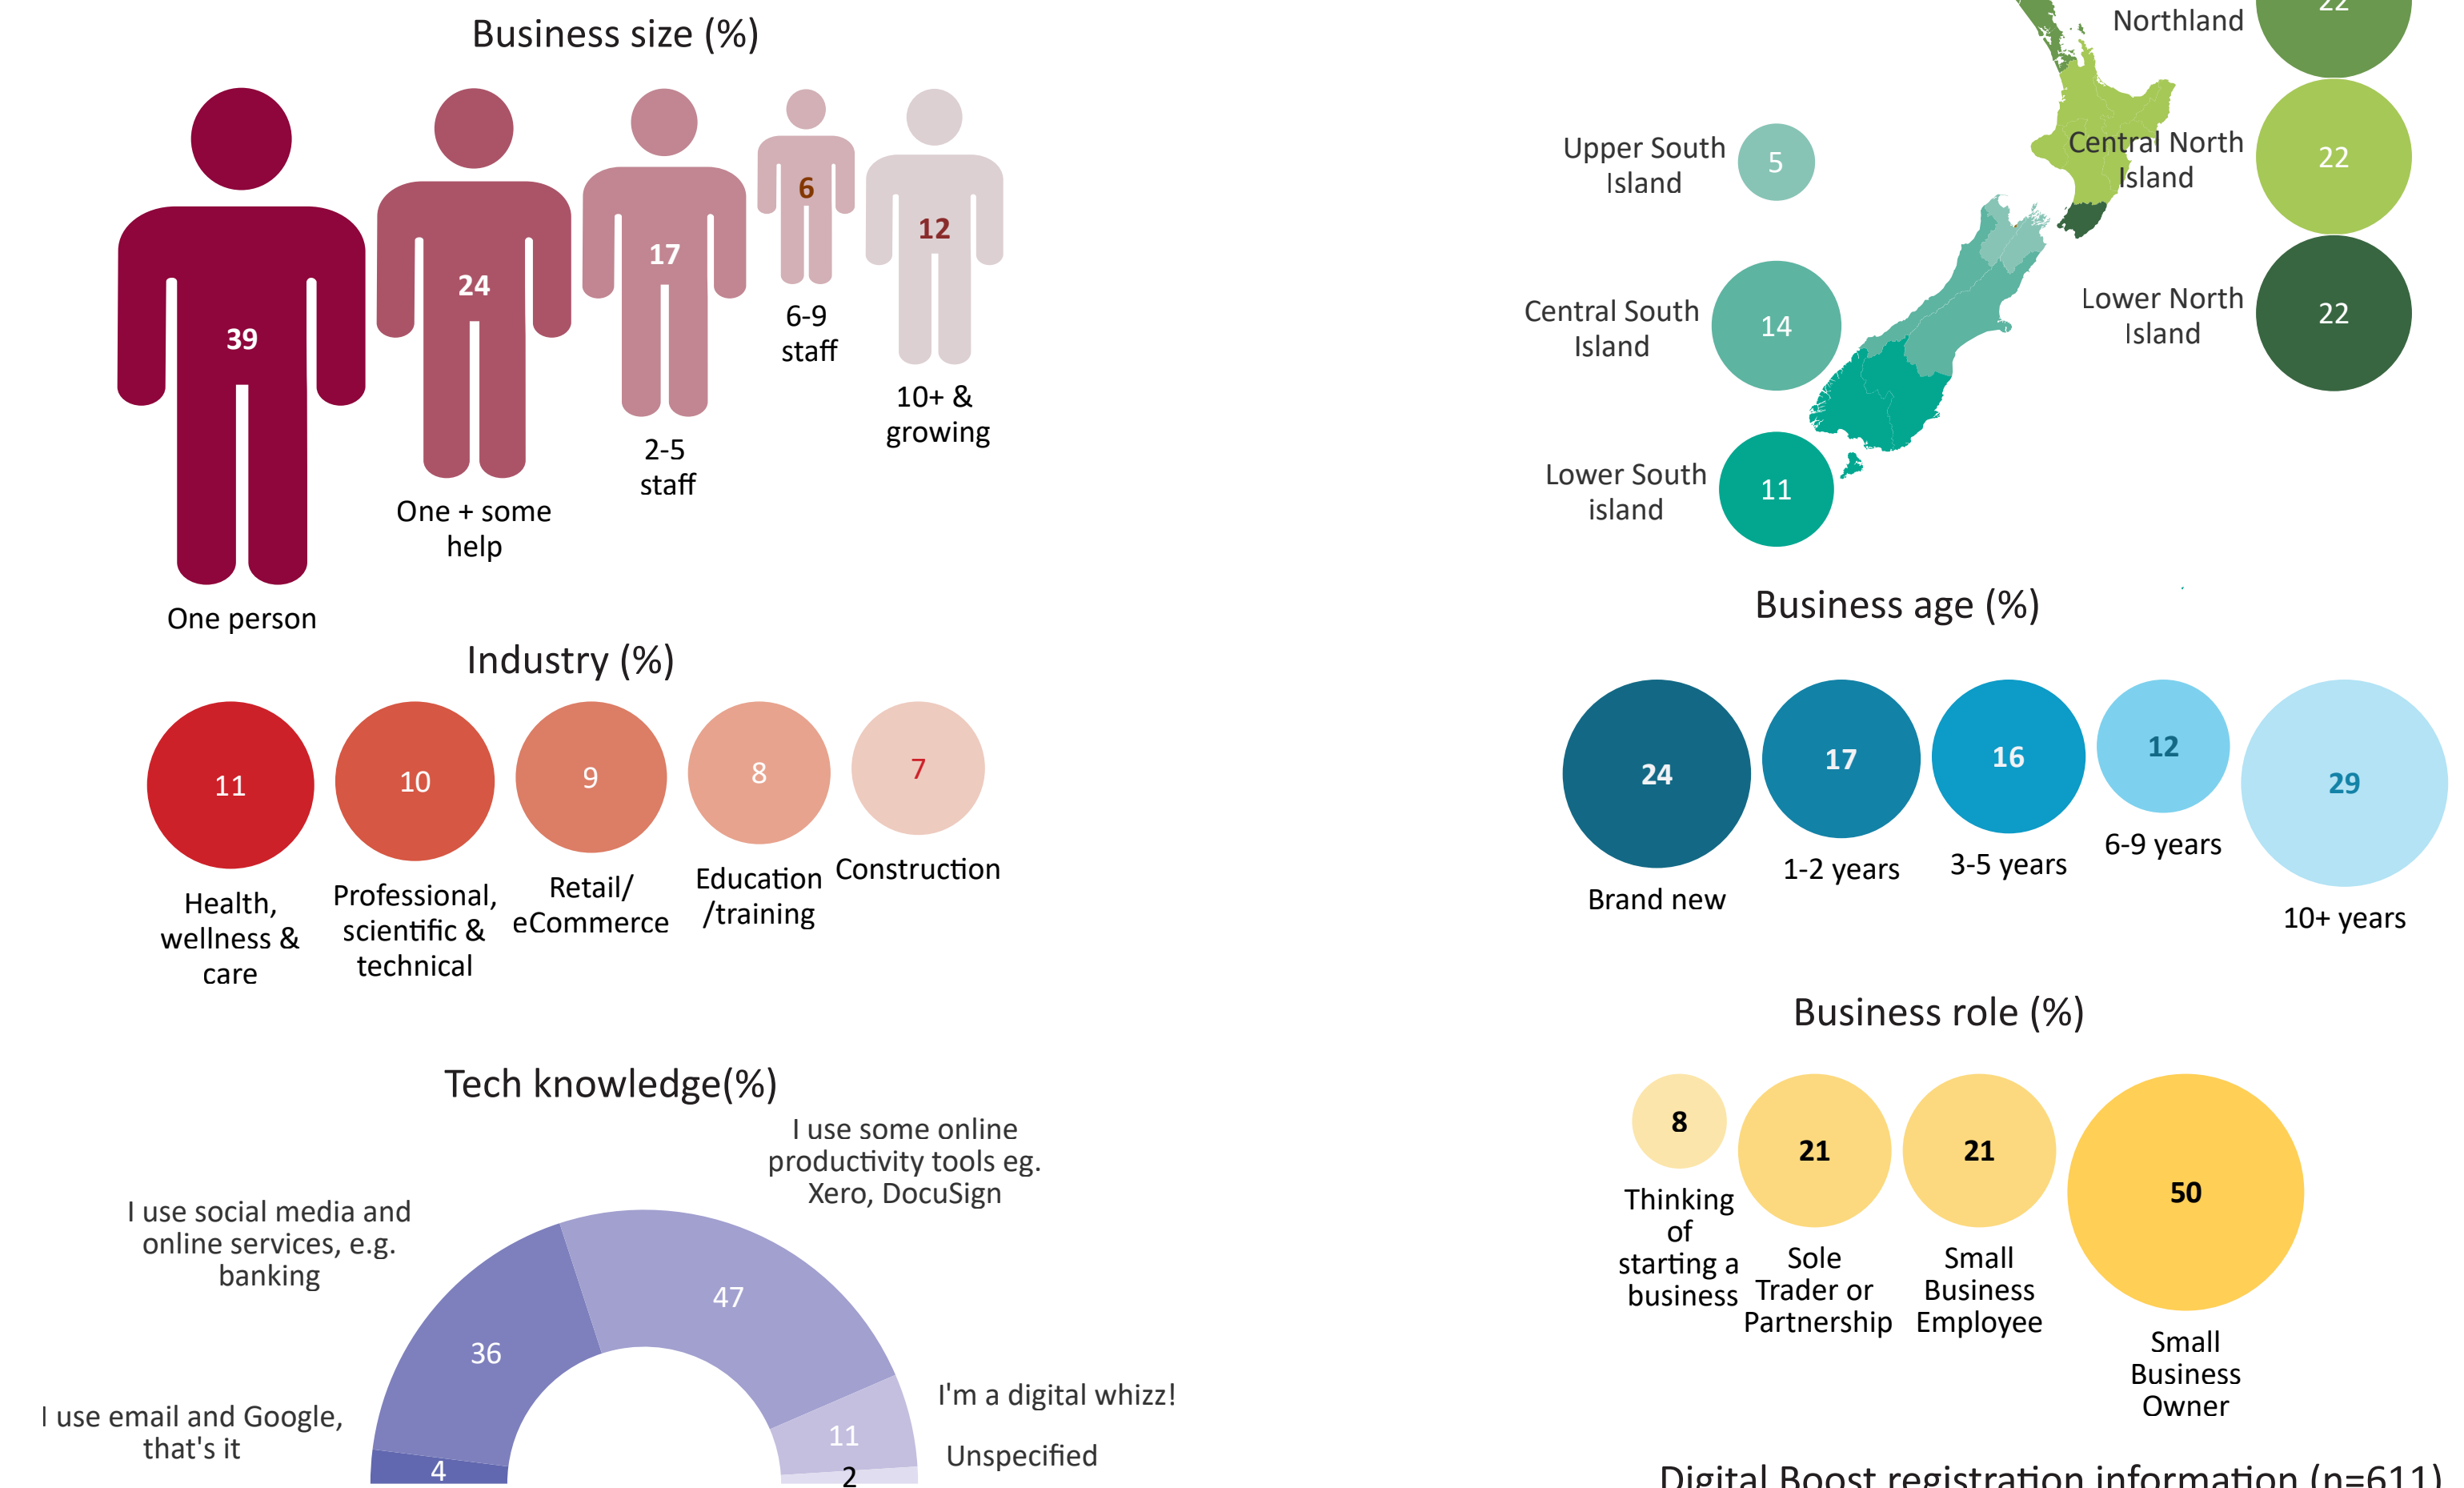 Business size (%)
39
24
17
6
12
One person
One + some
help
2-5
staff
6-9
staff
10+ &
growing
Industry (%)
11
10
9
8
7
Health,
wellness &
care
Professional,
scientific &
technical
Retail/
eCommerce
Education
/training
Construction
Tech knowledge(%)
I use some online
productivity tools eg.
Xero, DocuSign
I use social media and
online services, e.g.
banking
47
36
I use email and Google,
that's it
4
I'm a digital whizz!
11
Unspecified
2
Northland
22
Central North
Island
22
Lower North
Island
22
Upper South
Island
5
Central South
Island
14
Lower South
island
11
Business age (%)
24
17
16
12
29
Brand new
1-2 years
3-5 years
6-9 years
10+ years
Business role (%)
8
21
21
50
Thinking
of
starting a
business
Sole
Trader or
Partnership
Small
Business
Employee
Small
Business
Owner
Digital Boost registration information (n=611)